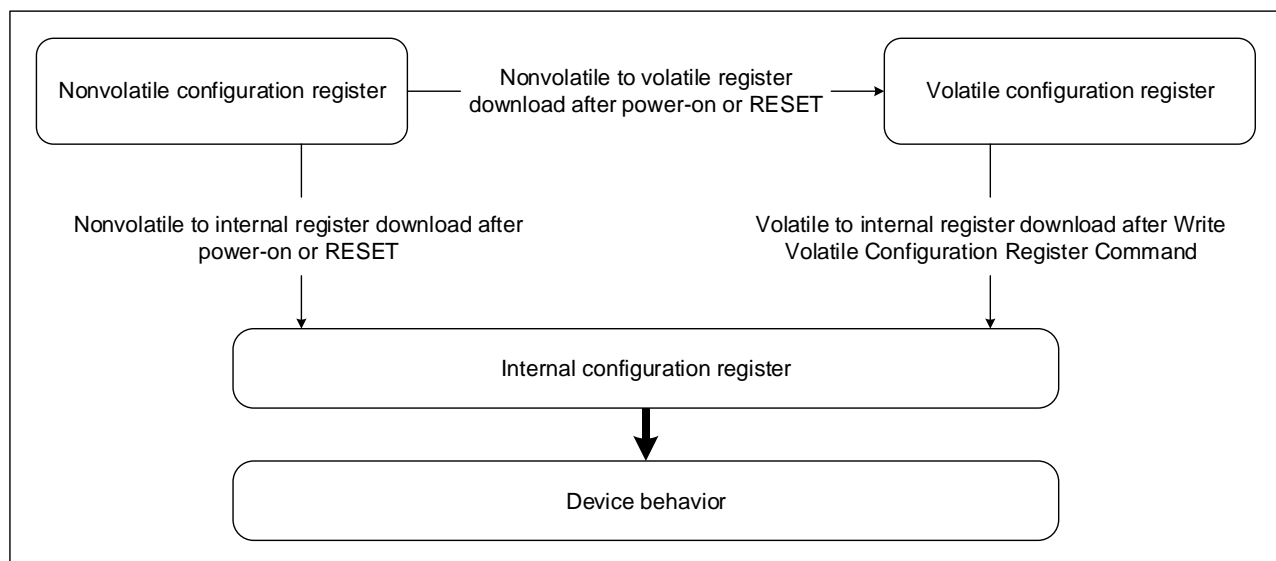 Nonvolatile configuration register
Nonvolatile to volatile register
download after power-on or RESET
Volatile configuration register
Nonvolatile to internal register download after
power-on or RESET
Volatile to internal register download after Write
Volatile Configuration Register Command
Internal configuration register
Device behavior